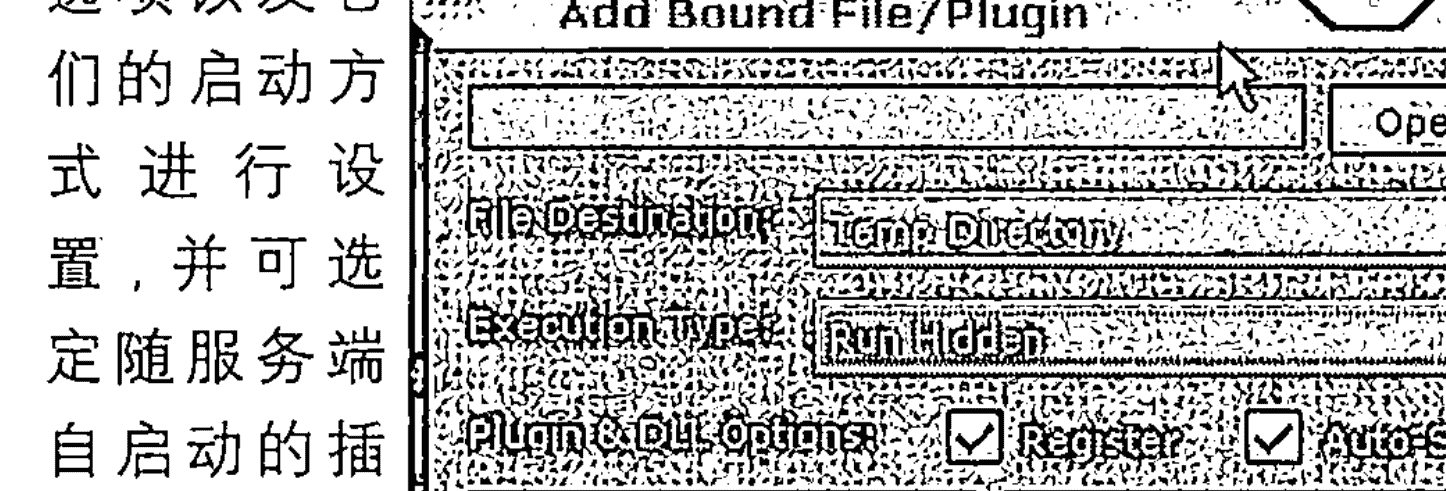 们的启动方
式进行设
置，并可选
定随服务端
自启动的插
Add Bound File/Plugin
Ope
File Destination:
Temp Directory
Execution Type:
Run Hidden
Plugin & DLL Options:
Register
Auto-S